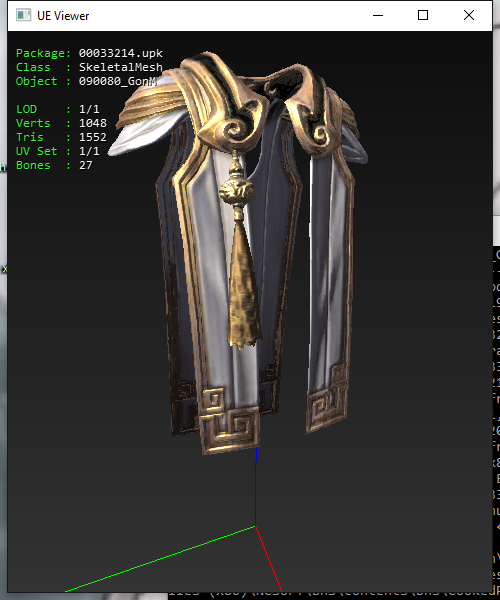 UE Viewer
Package: 00033214.upk
Class : SkeletalMesh
Object : 090080_GonM
LOD : 1/1
Verts : 1048
Tris : 1552
UV Set : 1/1
Bones : 27